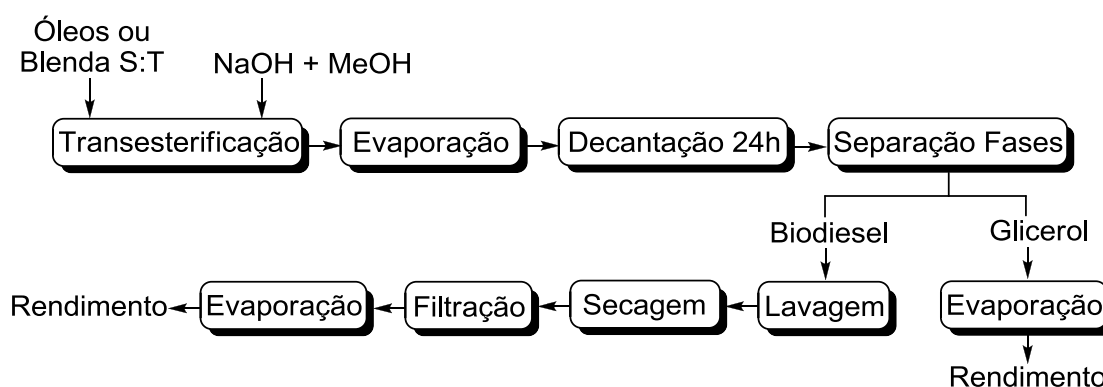 Óleos ou
Blenda S:T
NaOH + MeOH
Transesterificação
Evaporação
Decantação 24h
Separação Fases
Biodiesel
Glicerol
Rendimento
Evaporação
Filtração
Secagem
Lavagem
Evaporação
Rendimento